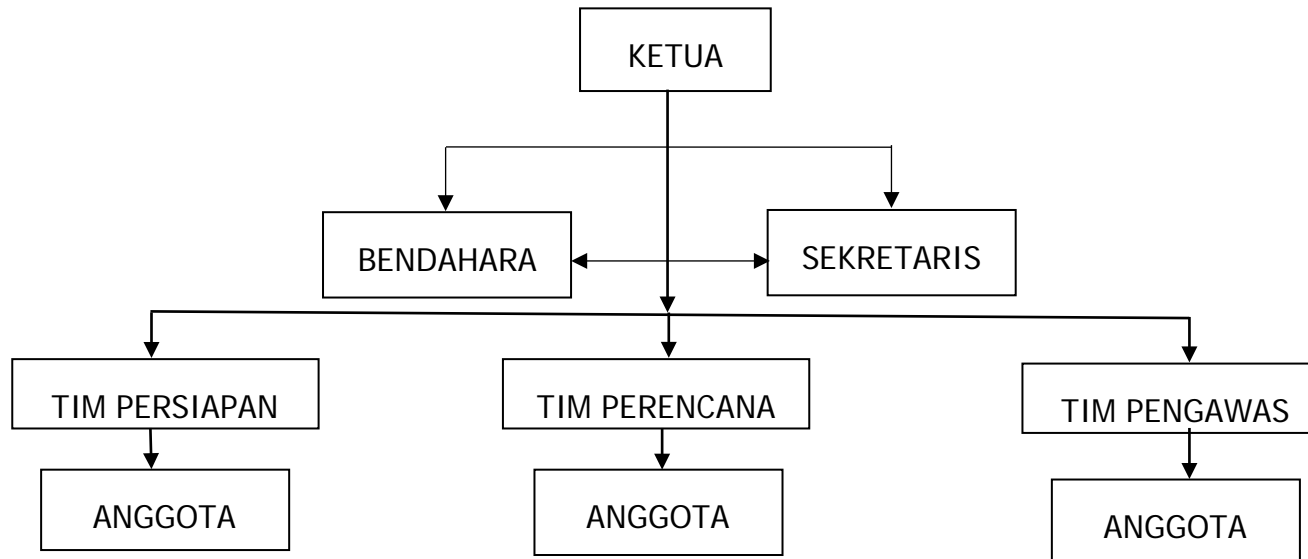 KETUA
BENDAHARA
SEKRETARIS
TIM PERSIAPAN
TIM PERENCANA
TIM PENGAWAS
ANGGOTA
ANGGOTA
ANGGOTA